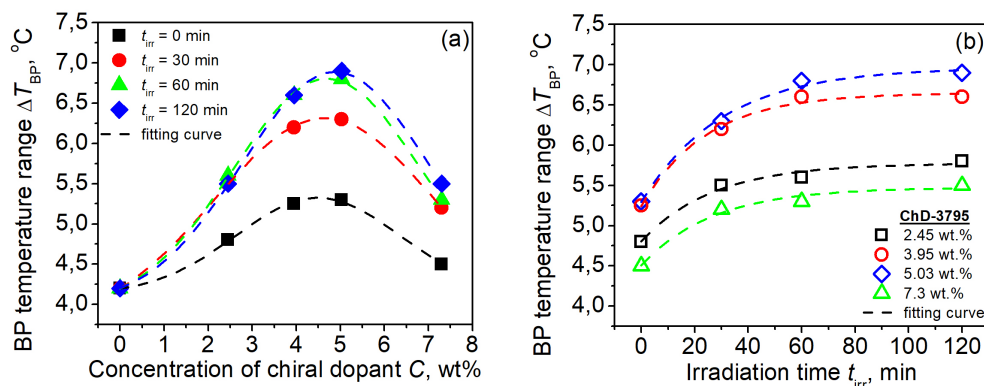 (a)
BP temperature range ΔT_BP, °C
7,5
7,0
6,5
6,0
5,5
5,0
4,5
4,0
t_irr = 0 min
t_irr = 30 min
t_irr = 60 min
t_irr = 120 min
fitting curve
0 1 2 3 4 5 6 7 8
Concentration of chiral dopant C, wt%
(b)
BP temperature range ΔT_BP, °C
7,5
7,0
6,5
6,0
5,5
5,0
4,5
4,0
ChD-3795
2.45 wt.%
3.95 wt.%
5.03 wt.%
7.3 wt.%
fitting curve
0 20 40 60 80 100 120
Irradiation time t_irr, min